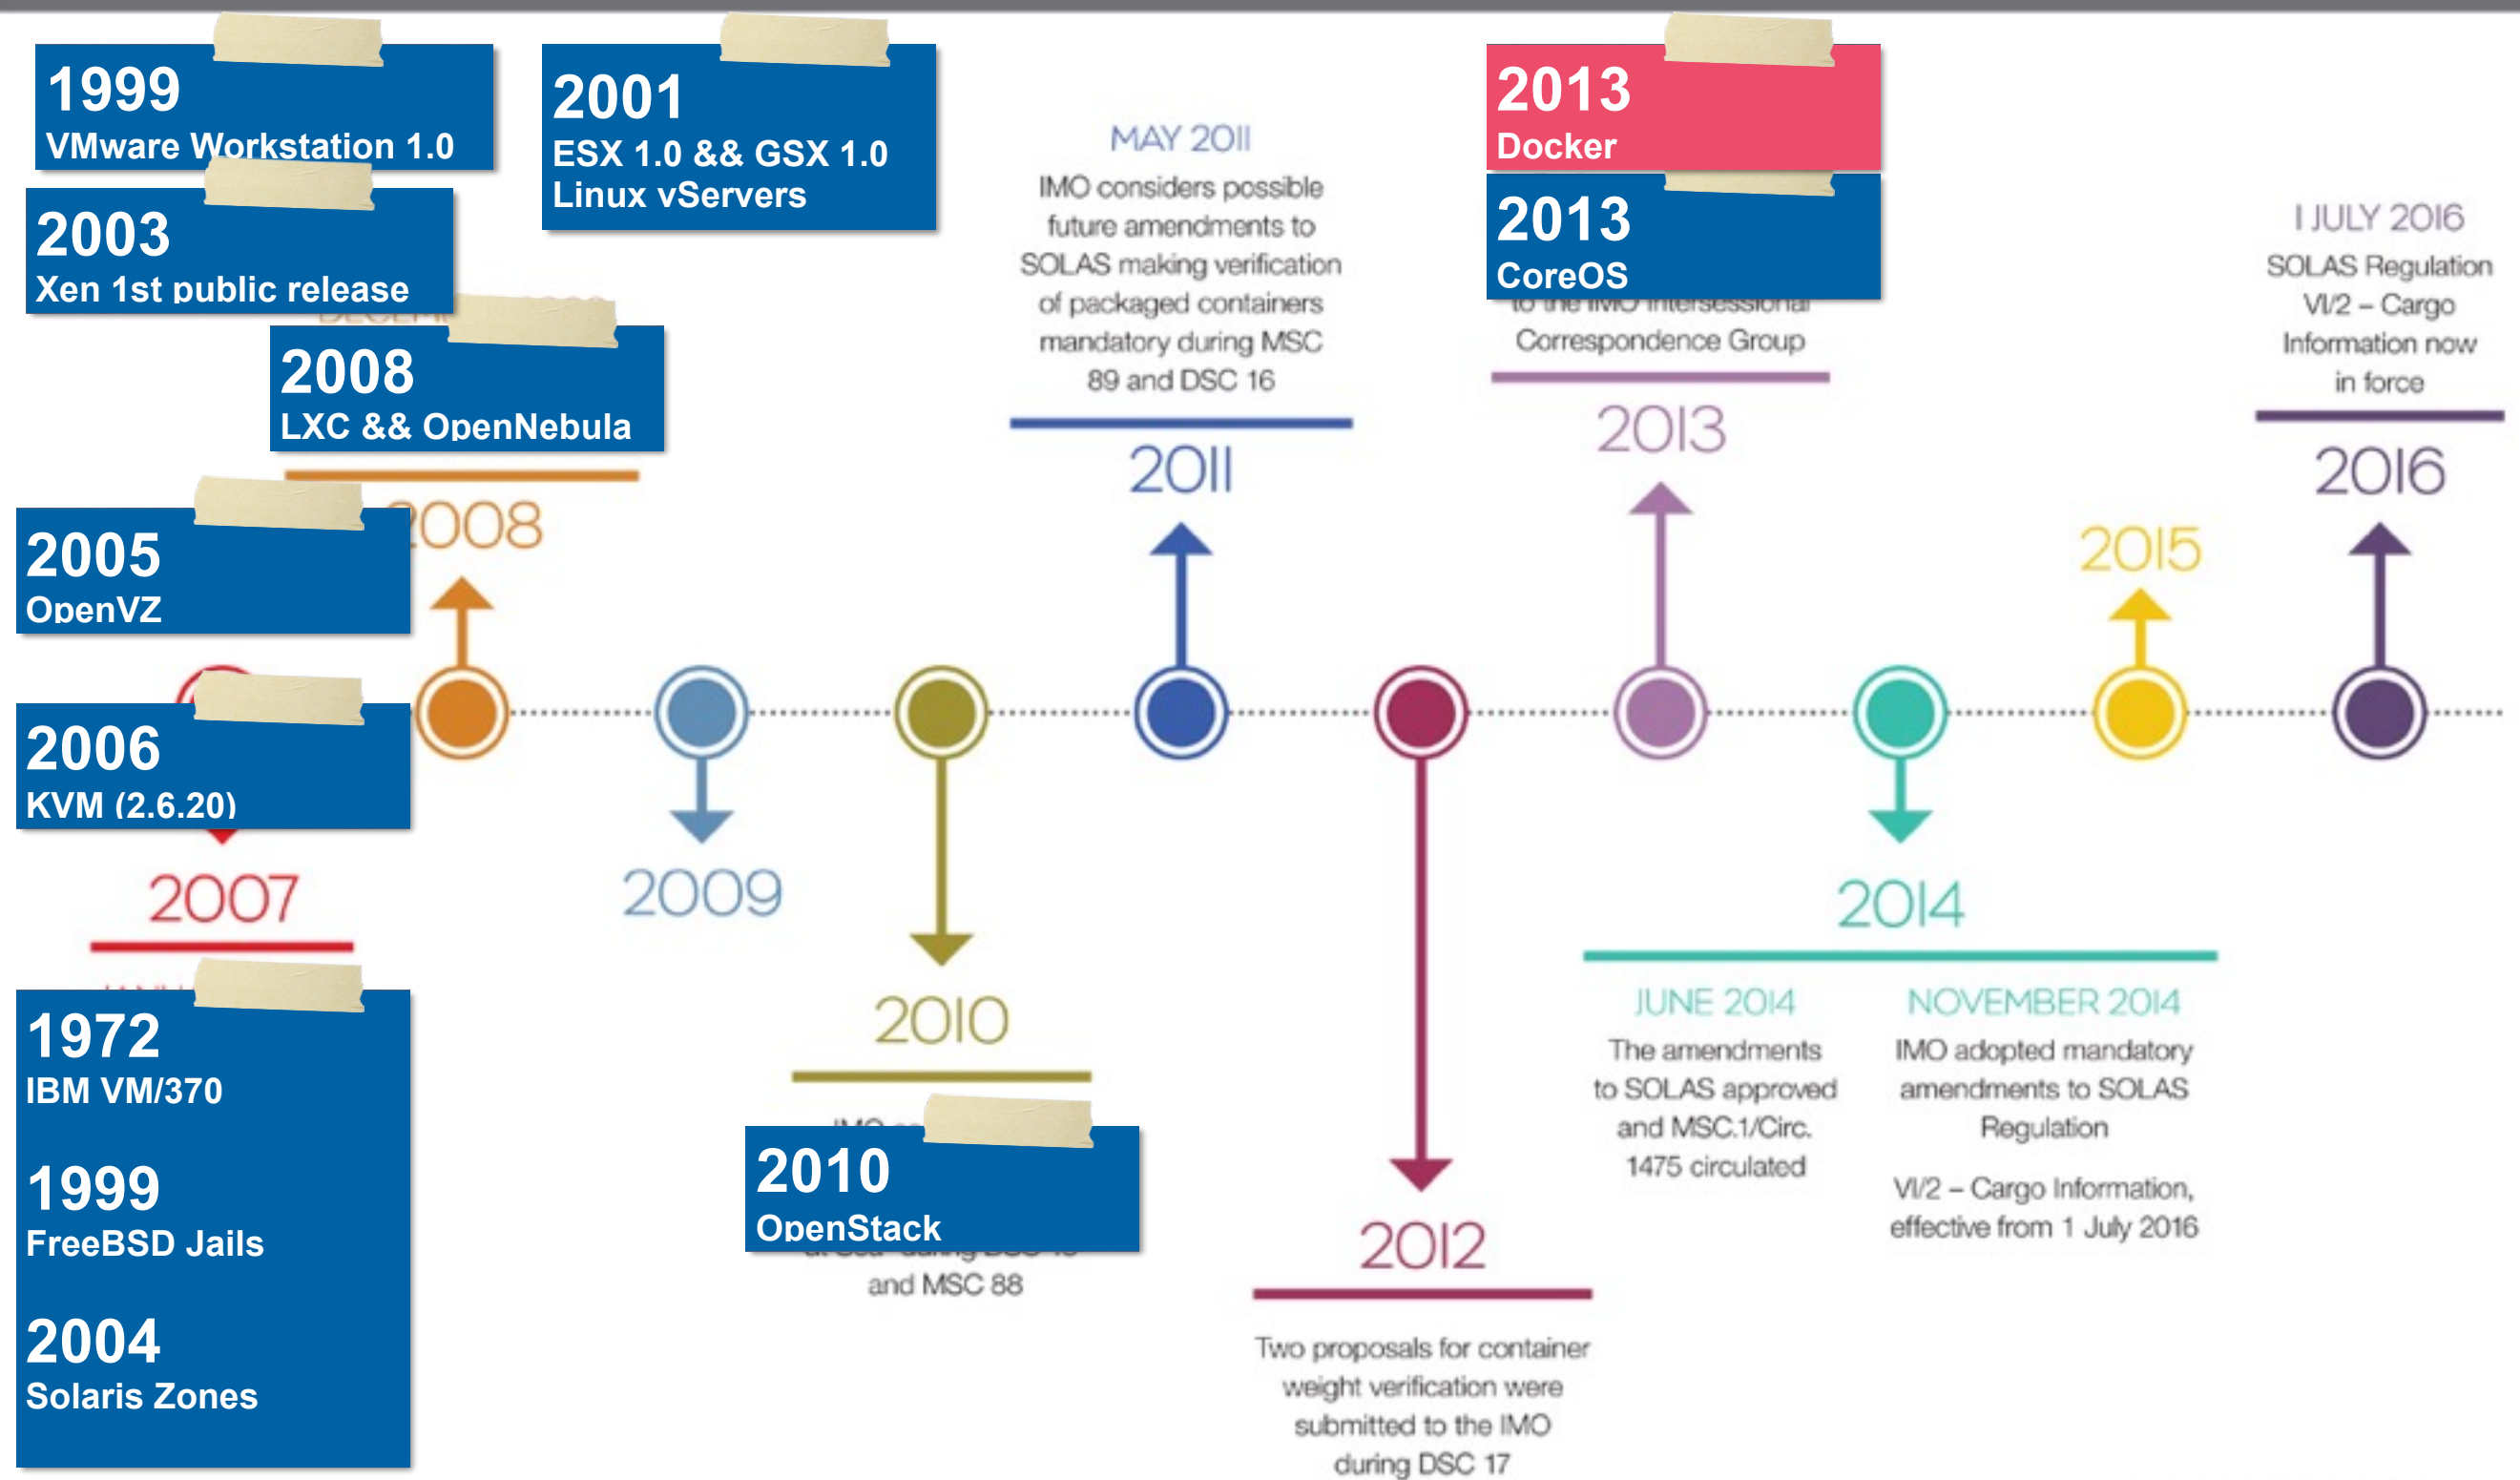 1999
VMware Workstation 1.0
2001
ESX 1.0 && GSX 1.0
Linux vServers
2003
Xen 1st public release
2008
LXC && OpenNebula
2008
2005
OpenVZ
2006
KVM (2.6.20)
2007
1972
IBM VM/370
1999
FreeBSD Jails
2004
Solaris Zones
2009
2010
2010
OpenStack
and MSC 88
MAY 2011
IMO considers possible
future amendments to
SOLAS making verification
of packaged containers
mandatory during MSC
89 and DSC 16
2011
2012
Two proposals for container
weight verification were
submitted to the IMO
during DSC 17
2013
Docker
2013
CoreOS
to the IMO Intersessional
Correspondence Group
2013
2014
JUNE 2014
The amendments
to SOLAS approved
and MSC.1/Circ.
1475 circulated
NOVEMBER 2014
IMO adopted mandatory
amendments to SOLAS
Regulation
VI/2 – Cargo Information,
effective from 1 July 2016
2015
1 JULY 2016
SOLAS Regulation
VI/2 – Cargo
Information now
in force
2016